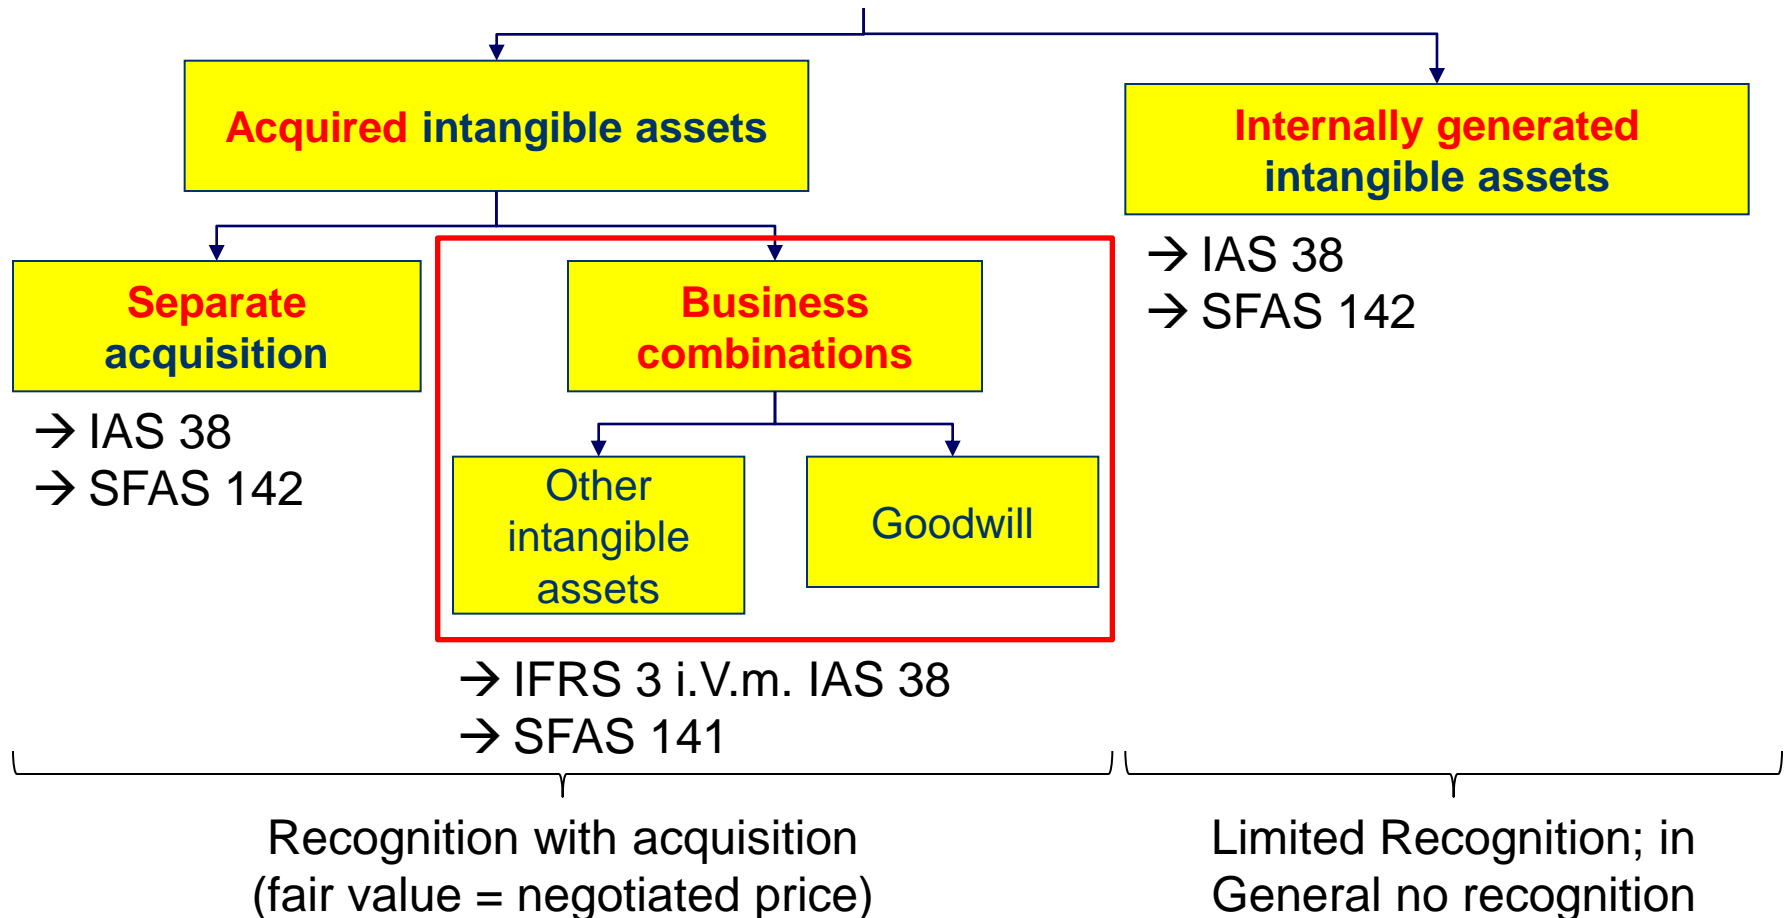 Acquired intangible assets
Internally generated
intangible assets
Separate
acquisition
Business
combinations
→ IAS 38
→ SFAS 142
→ IAS 38
→ SFAS 142
Other
intangible
assets
Goodwill
→ IFRS 3 i.V.m. IAS 38
→ SFAS 141
Recognition with acquisition
(fair value = negotiated price)
Limited Recognition; in
General no recognition